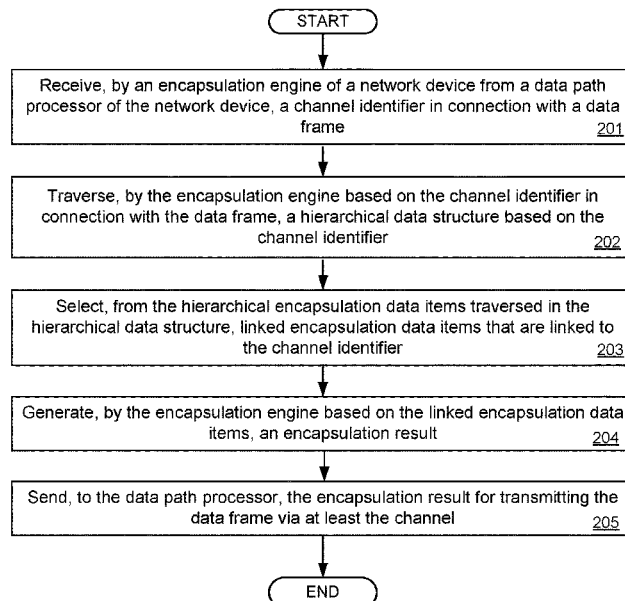 START
Receive, by an encapsulation engine of a network device from a data path
processor of the network device, a channel identifier in connection with a data
frame
201
Traverse, by the encapsulation engine based on the channel identifier in
connection with the data frame, a hierarchical data structure based on the
channel identifier
202
Select, from the hierarchical encapsulation data items traversed in the
hierarchical data structure, linked encapsulation data items that are linked to
the channel identifier
203
Generate, by the encapsulation engine based on the linked encapsulation data
items, an encapsulation result
204
Send, to the data path processor, the encapsulation result for transmitting the
data frame via at least the channel
205
END